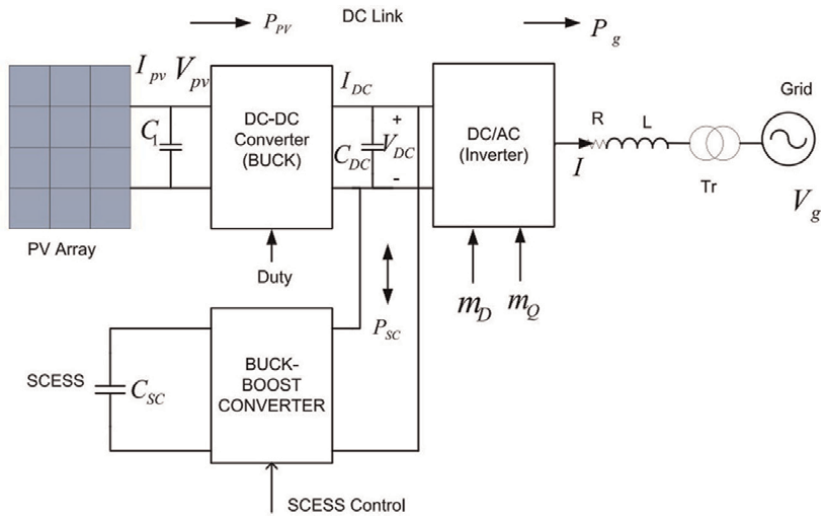 P_PV
DC Link
P_g
I_pv V_pv
I_DC
Grid
C_1
DC-DC
Converter
(BUCK)
+
C_DC
V_DC
-
DC/AC
(Inverter)
R
L
I
Tr
V_g
PV Array
Duty
m_D
m_Q
P_SC
SCESS
C_SC
BUCK-
BOOST
CONVERTER
SCESS Control